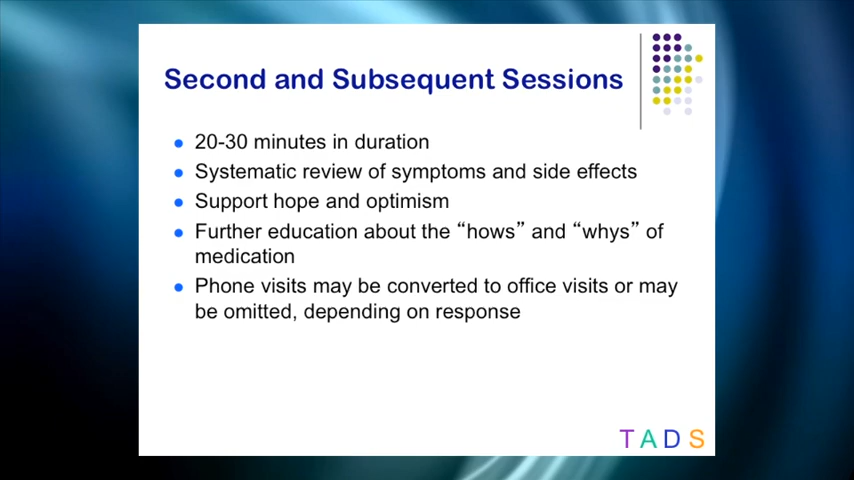 Second and Subsequent Sessions
20-30 minutes in duration
Systematic review of symptoms and side effects
Support hope and optimism
Further education about the “hows” and “whys” of
medication
Phone visits may be converted to office visits or may
be omitted, depending on response
TADS